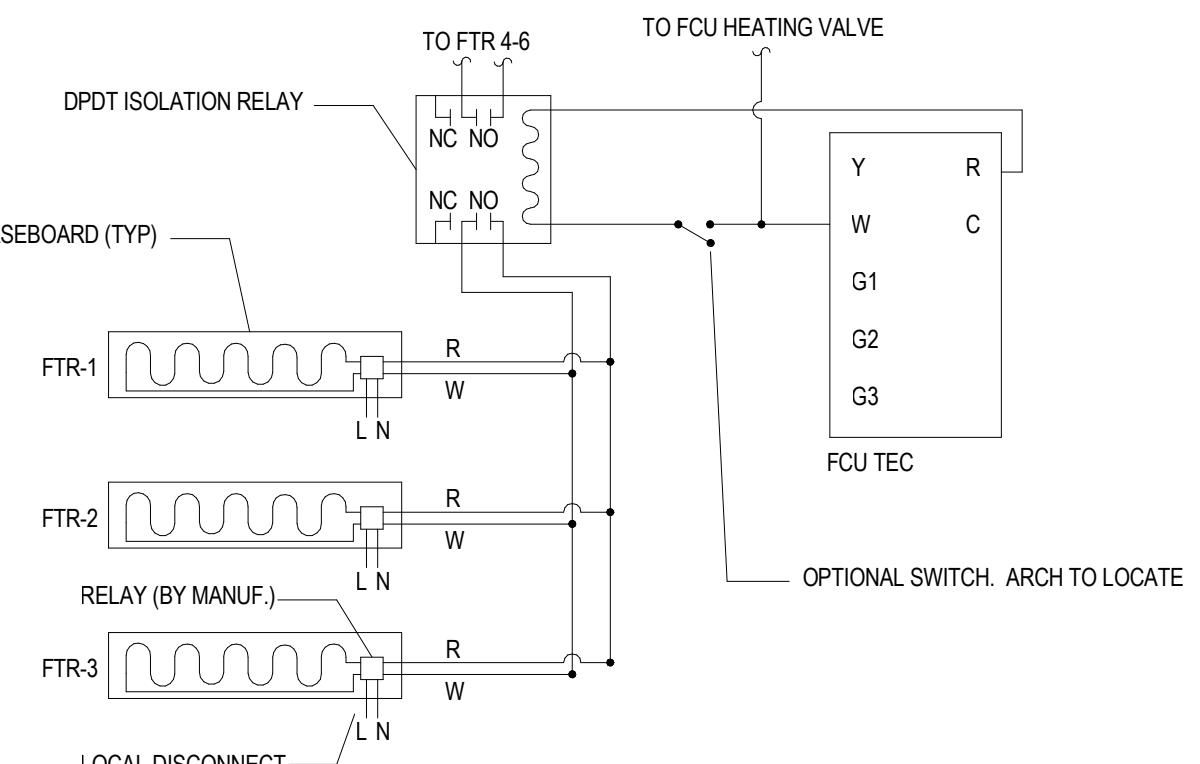 TO FCU HEATING VALVE
TO FTR 4-6
DPDT ISOLATION RELAY
NC NO
NC NO
Y R
W C
G1
G2
G3
FCU TEC
SEBOARD (TYP)
FTR-1
R
W
L N
FTR-2
R
W
L N
OPTIONAL SWITCH. ARCH TO LOCATE
RELAY (BY MANUF.)
FTR-3
R
W
L N
LOCAL DISCONNECT